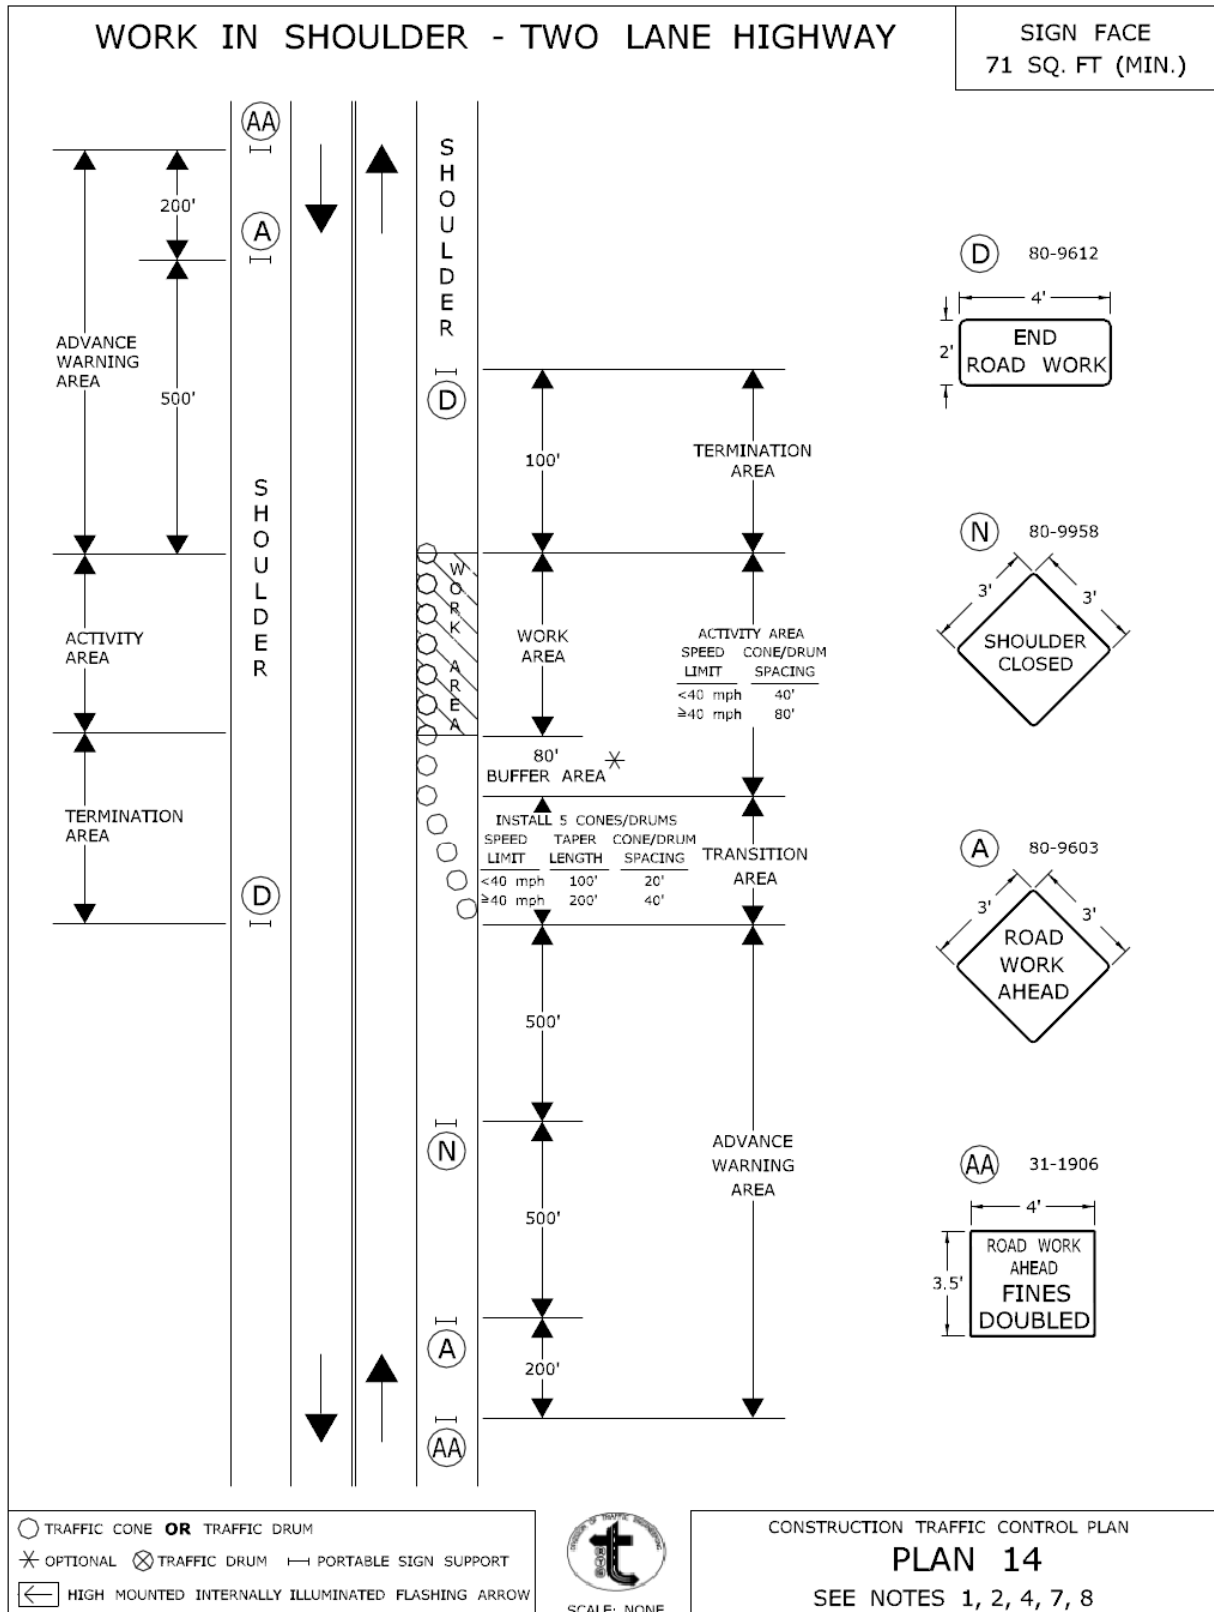 WORK IN SHOULDER - TWO LANE HIGHWAY
SIGN FACE
71 SQ. FT (MIN.)
AA
200'
A
ADVANCE
WARNING
AREA
500'
SHOULDER
ACTIVITY
AREA
TERMINATION
AREA
D
SHOULDER
D
100'
TERMINATION
AREA
WORK AREA
WORK
AREA
ACTIVITY AREA
SPEED CONE/DRUM
LIMIT SPACING
<40 mph 40'
≥40 mph 80'
80'
BUFFER AREA
INSTALL 5 CONES/DRUMS
SPEED TAPER CONE/DRUM
LIMIT LENGTH SPACING
<40 mph 100' 20'
≥40 mph 200' 40'
TRANSITION
AREA
500'
N
500'
ADVANCE
WARNING
AREA
A
200'
AA
D 80-9612
4'
2'
END
ROAD WORK
N 80-9958
3' 3'
SHOULDER
CLOSED
A 80-9603
3' 3'
ROAD
WORK
AHEAD
AA 31-1906
4'
3.5'
ROAD WORK
AHEAD
FINES
DOUBLED
TRAFFIC CONE OR TRAFFIC DRUM
OPTIONAL TRAFFIC DRUM PORTABLE SIGN SUPPORT
HIGH MOUNTED INTERNALLY ILLUMINATED FLASHING ARROW
DIVISION OF TRAFFIC ENGINEERING
SCALE: NONE
CONSTRUCTION TRAFFIC CONTROL PLAN
PLAN 14
SEE NOTES 1, 2, 4, 7, 8